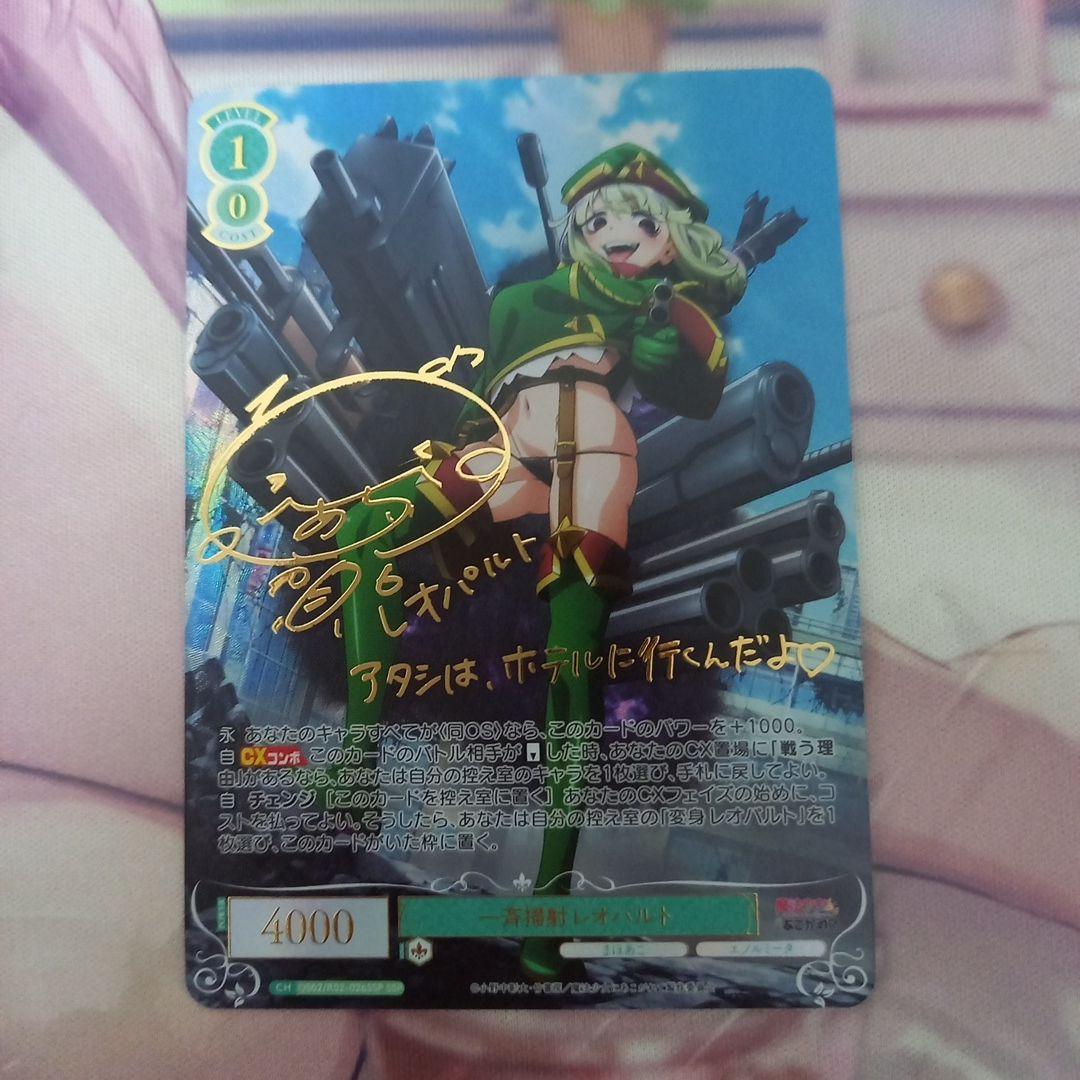 LEVEL
1
0
COST
レオパルト
アタシは、ホテルに行くんだよ♡
永 あなたのキャラすべてが〈同OS〉なら、このカードのパワーを+1000。
自 CXコンボ このカードのバトル相手が した時、あなたのCX置場に「戦う理
由」があるなら、あなたは自分の控え室のキャラを1枚選び、手札に戻してよい。
自 チェンジ [このカードを控え室に置く] あなたのCXフェイズの始めに、コ
ストを払ってよい。そうしたら、あなたは自分の控え室の「変身 レオパルト」を1
枚選び、このカードがいた枠に置く。
4000
一斉掃射 レオパルト
まほあこ
エノルミータ
CH